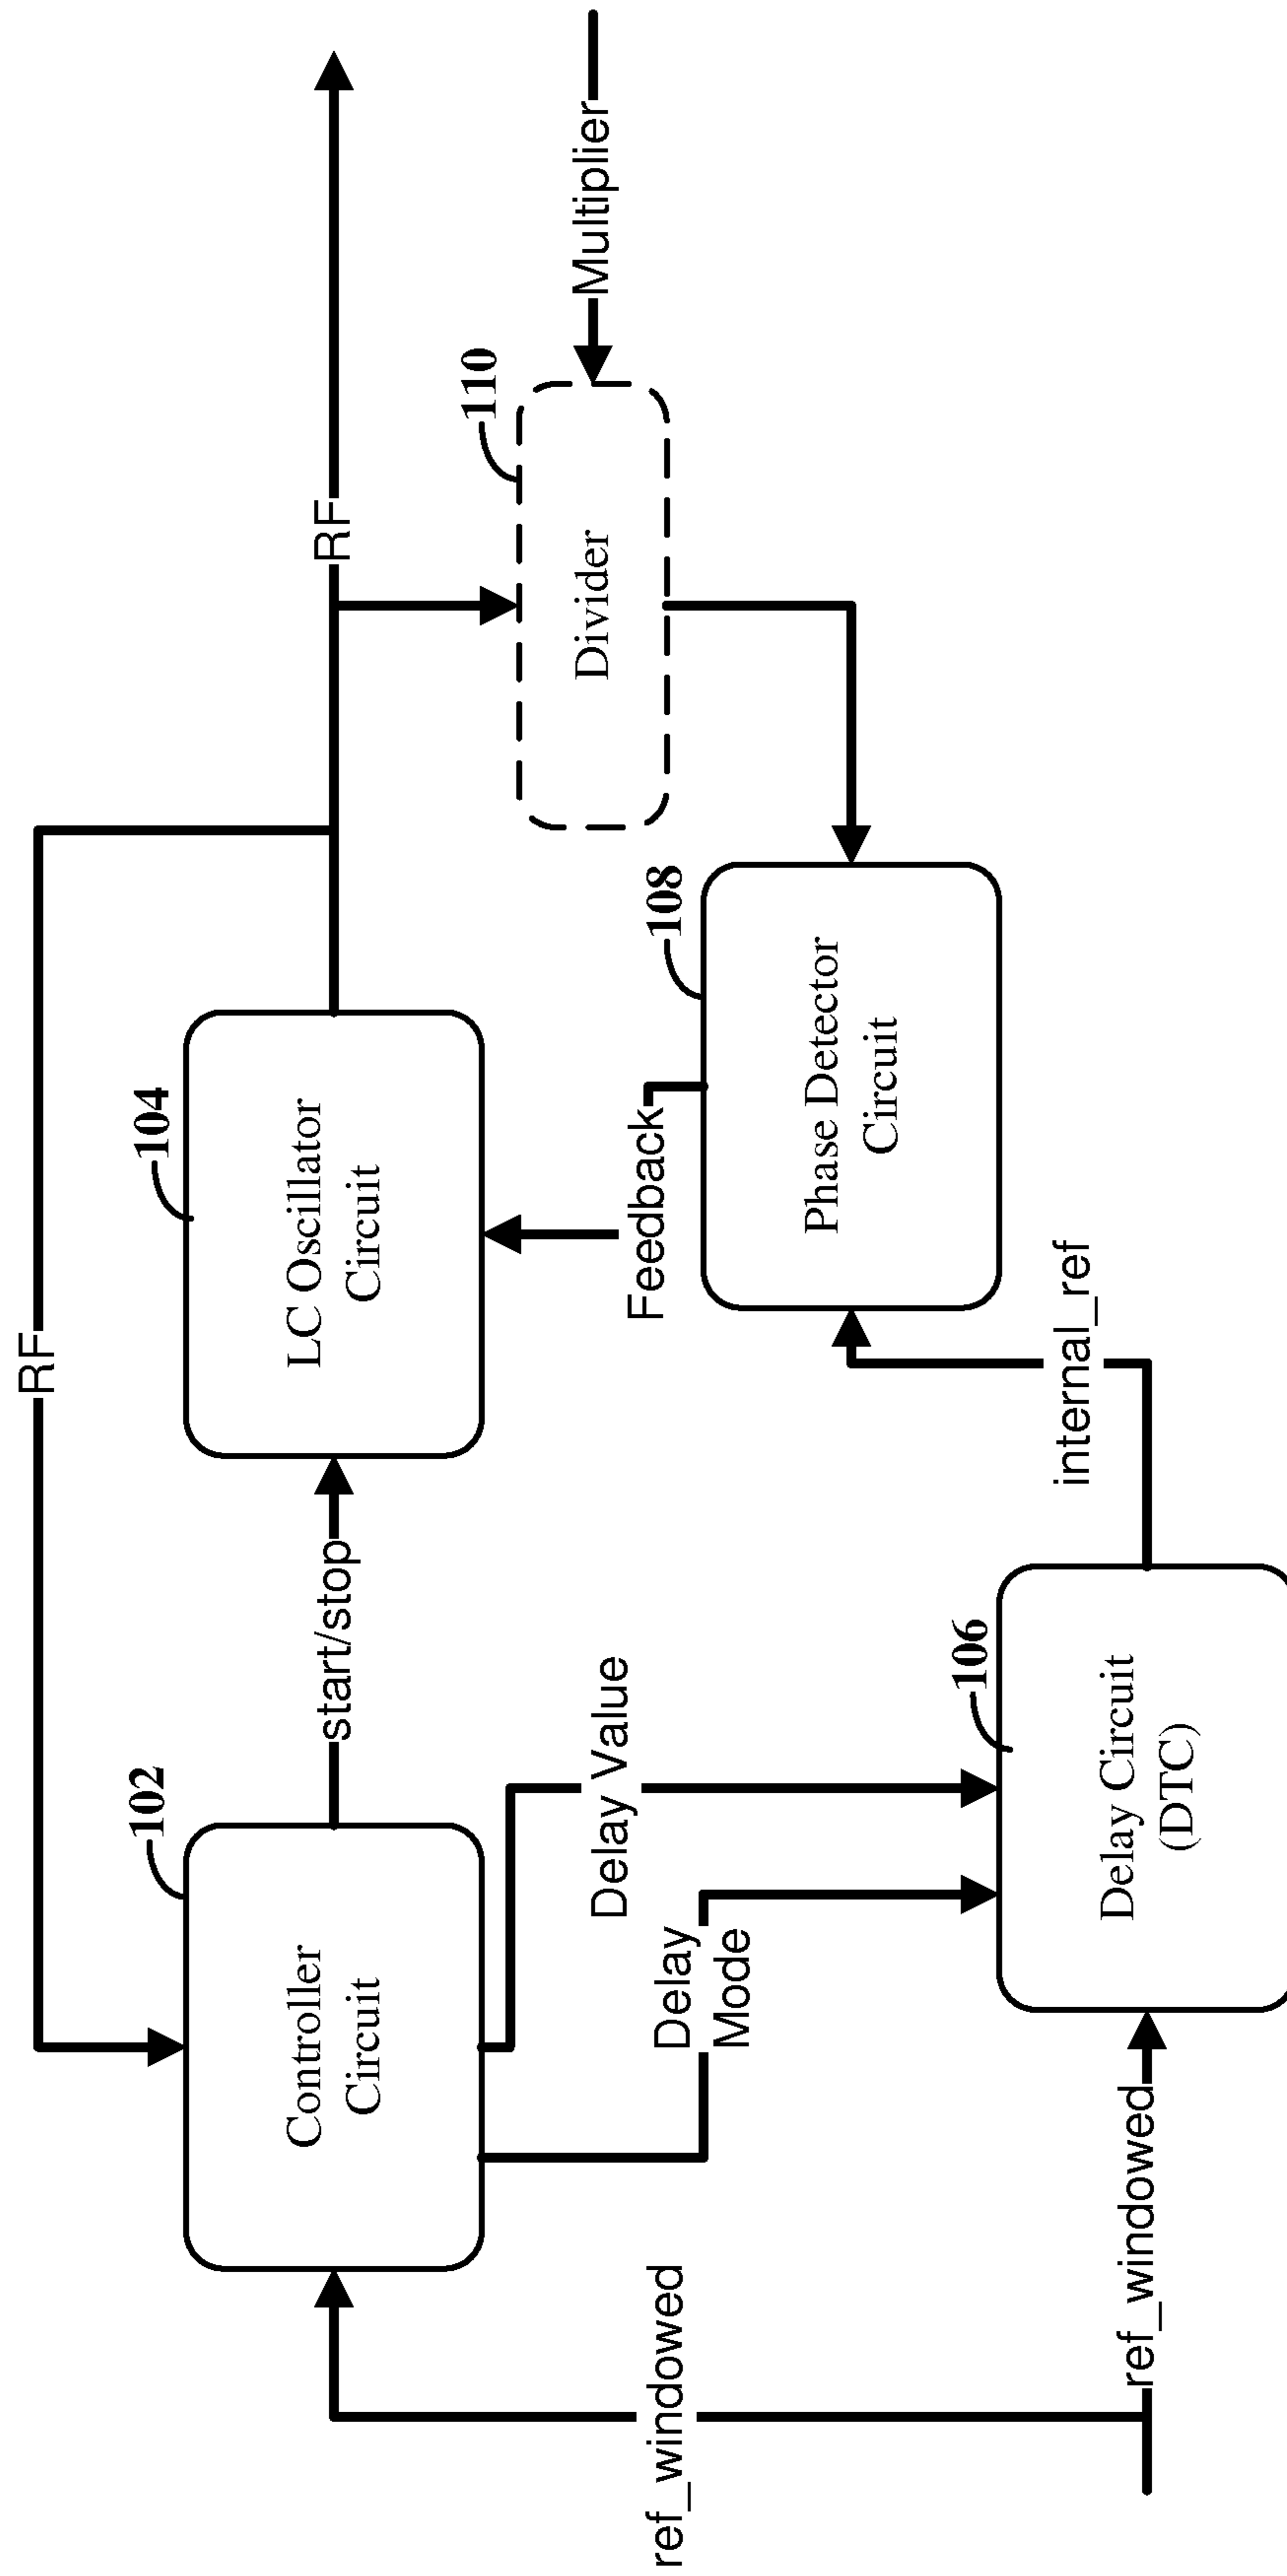 RF
102
Controller
Circuit
start/stop
104
LC Oscillator
Circuit
RF
110
Divider
Multiplier
Delay Value
Delay
Mode
Feedback
108
Phase Detector
Circuit
ref_windowed
106
Delay Circuit
(DTC)
internal_ref
ref_windowed